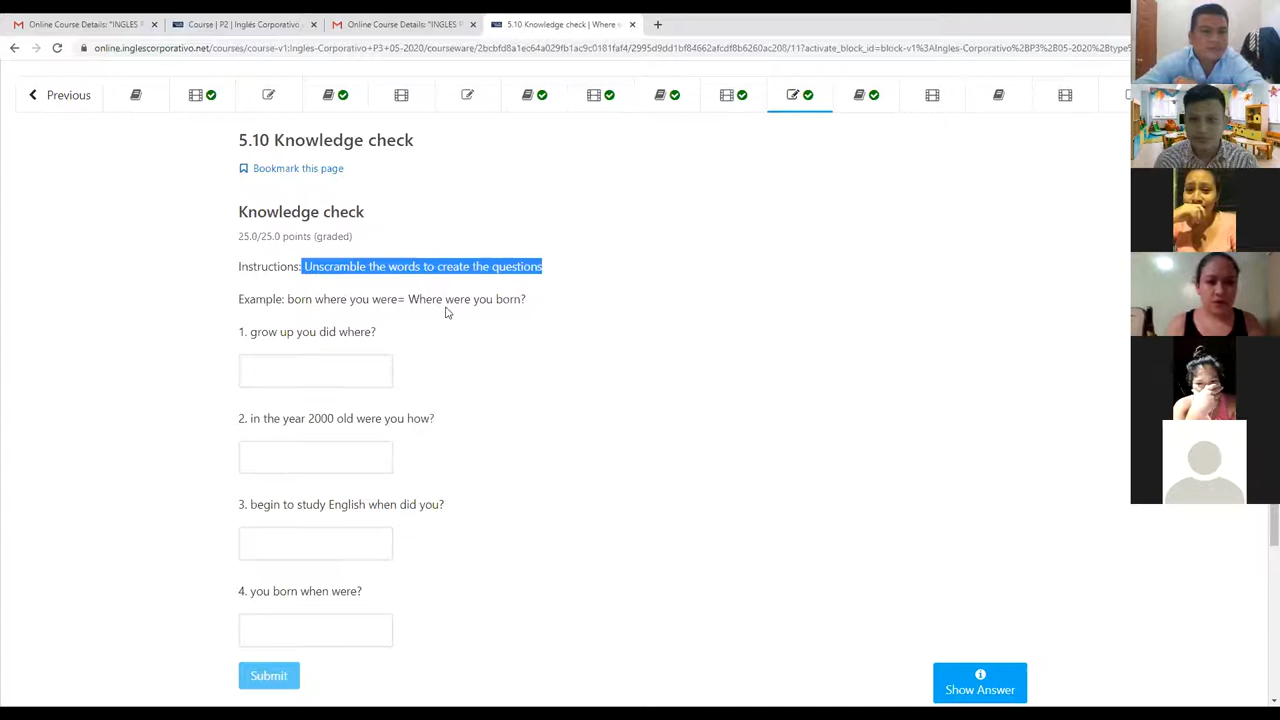 Online Course Details: "INGLES
Course | P2 | Inglés Corporativo
Online Course Details: "INGLES
5.10 Knowledge check | Where
online.inglescorporativo.net/courses/course-v1:Ingles-Corporativo+P3+05-2020/courseware/2bcbfd8a1ec64a029fb1ac9c0181faf4/2995d9dd1bf84662afcdf8b6260ac208/11?activate_block_id=block-v1%3AIngles-Corporativo%2BP3%2B05-2020%2Btype%
Previous
5.10 Knowledge check
Bookmark this page
Knowledge check
25.0/25.0 points (graded)
Instructions: Unscramble the words to create the questions
Example: born where you were= Where were you born?
1. grow up you did where?
2. in the year 2000 old were you how?
3. begin to study English when did you?
4. you born when were?
Submit
Show Answer